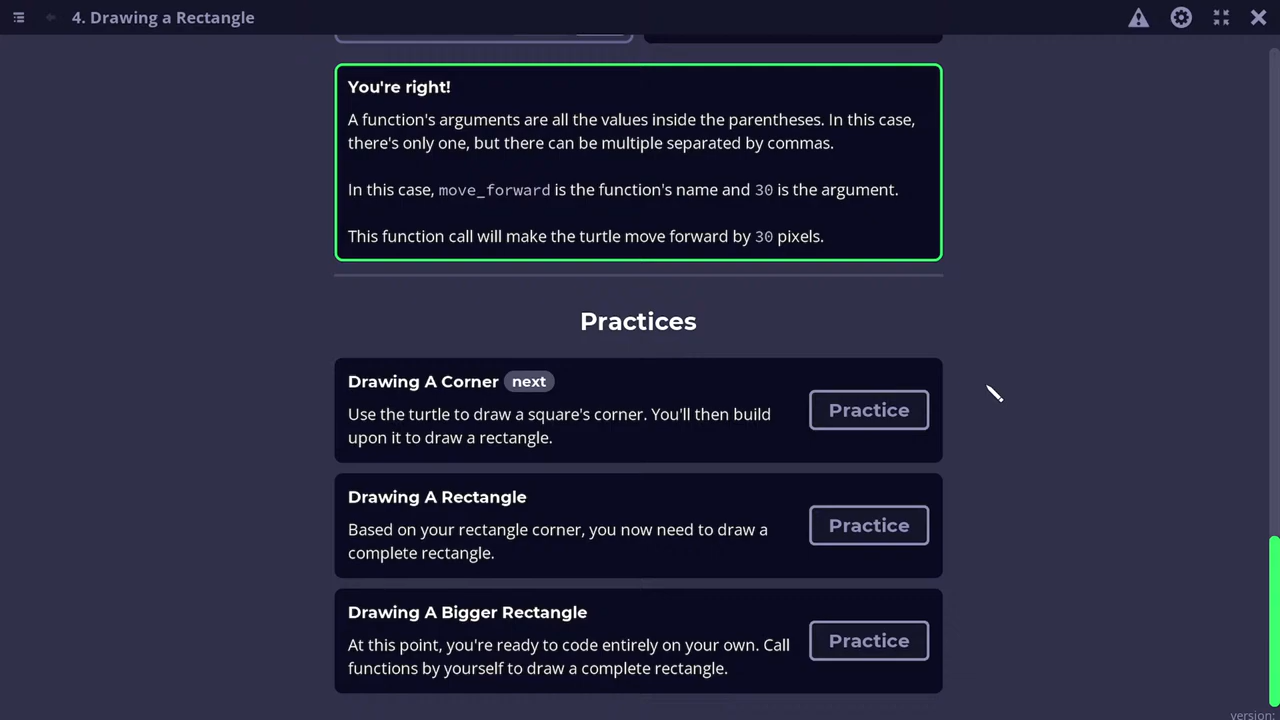 4. Drawing a Rectangle
You're right!
A function's arguments are all the values inside the parentheses. In this case,
there's only one, but there can be multiple separated by commas.
In this case, move_forward is the function's name and 30 is the argument.
This function call will make the turtle move forward by 30 pixels.
Practices
Drawing A Corner next
Use the turtle to draw a square's corner. You'll then build
upon it to draw a rectangle.
Practice
Drawing A Rectangle
Based on your rectangle corner, you now need to draw a
complete rectangle.
Practice
Drawing A Bigger Rectangle
At this point, you're ready to code entirely on your own. Call
functions by yourself to draw a complete rectangle.
Practice
version: